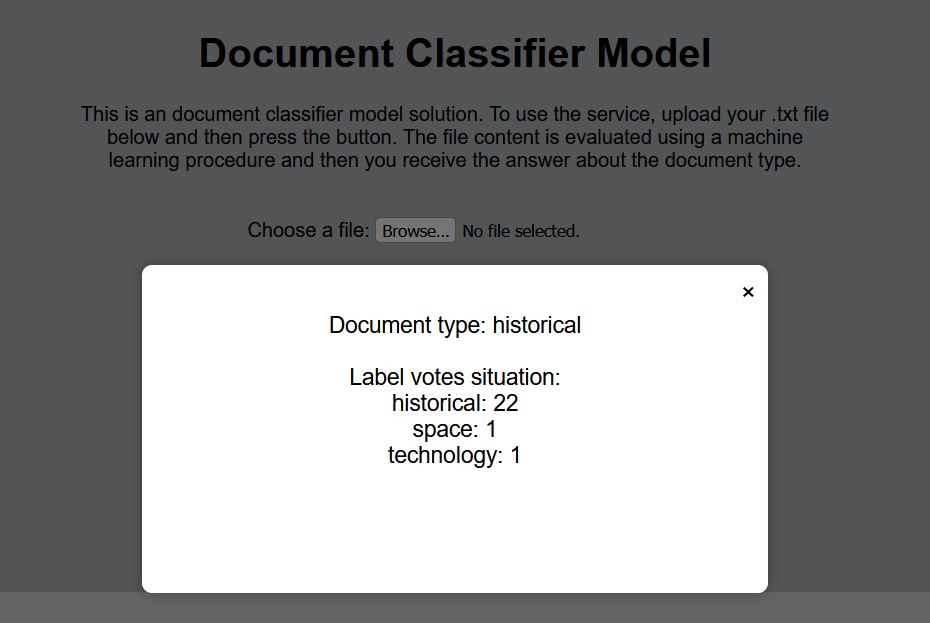 Document Classifier Model
This is an document classifier model solution. To use the service, upload your .txt file
below and then press the button. The file content is evaluated using a machine
learning procedure and then you receive the answer about the document type.
Choose a file: Browse... No file selected.
×
Document type: historical
Label votes situation:
historical: 22
space: 1
technology: 1